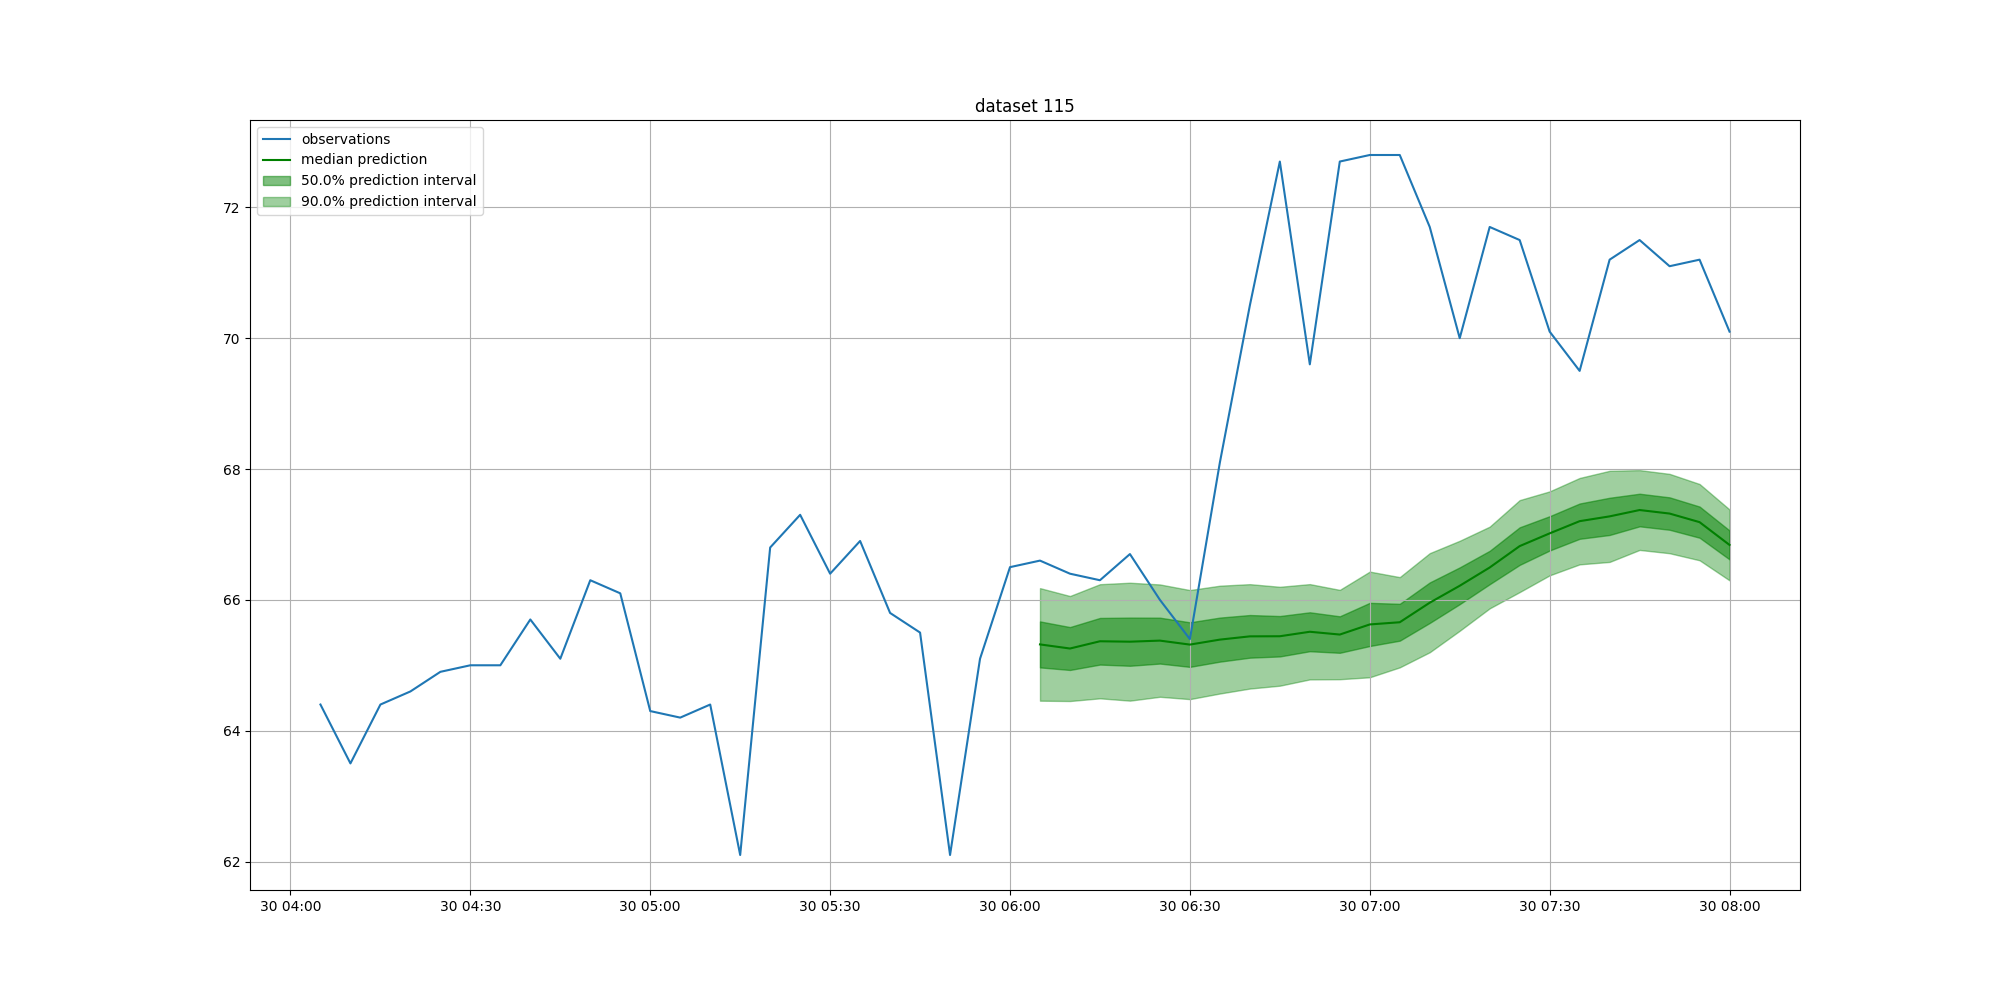 dataset 115
observations
median prediction
50.0% prediction interval
90.0% prediction interval
72
70
68
66
64
62
30 04:00 30 04:30 30 05:00 30 05:30 30 06:00 30 06:30 30 07:00 30 07:30 30 08:00